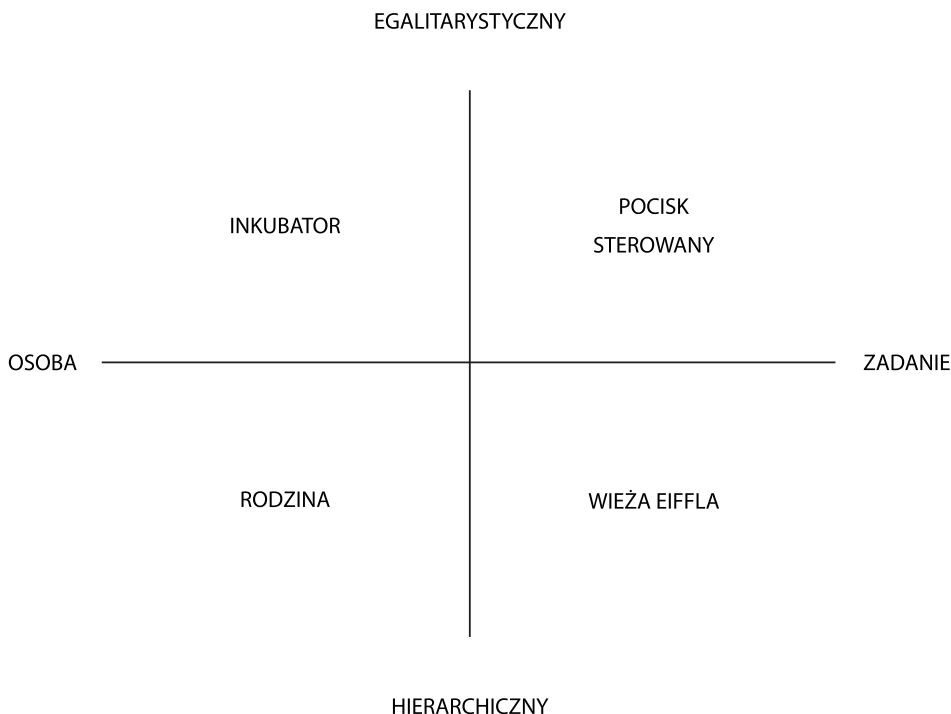 EGALITARYSTYCZNY
INKUBATOR
POCISK
STEROWANY
OSOBA
ZADANIE
RODZINA
WIEŻA EIFFLA
HIERARCHICZNY